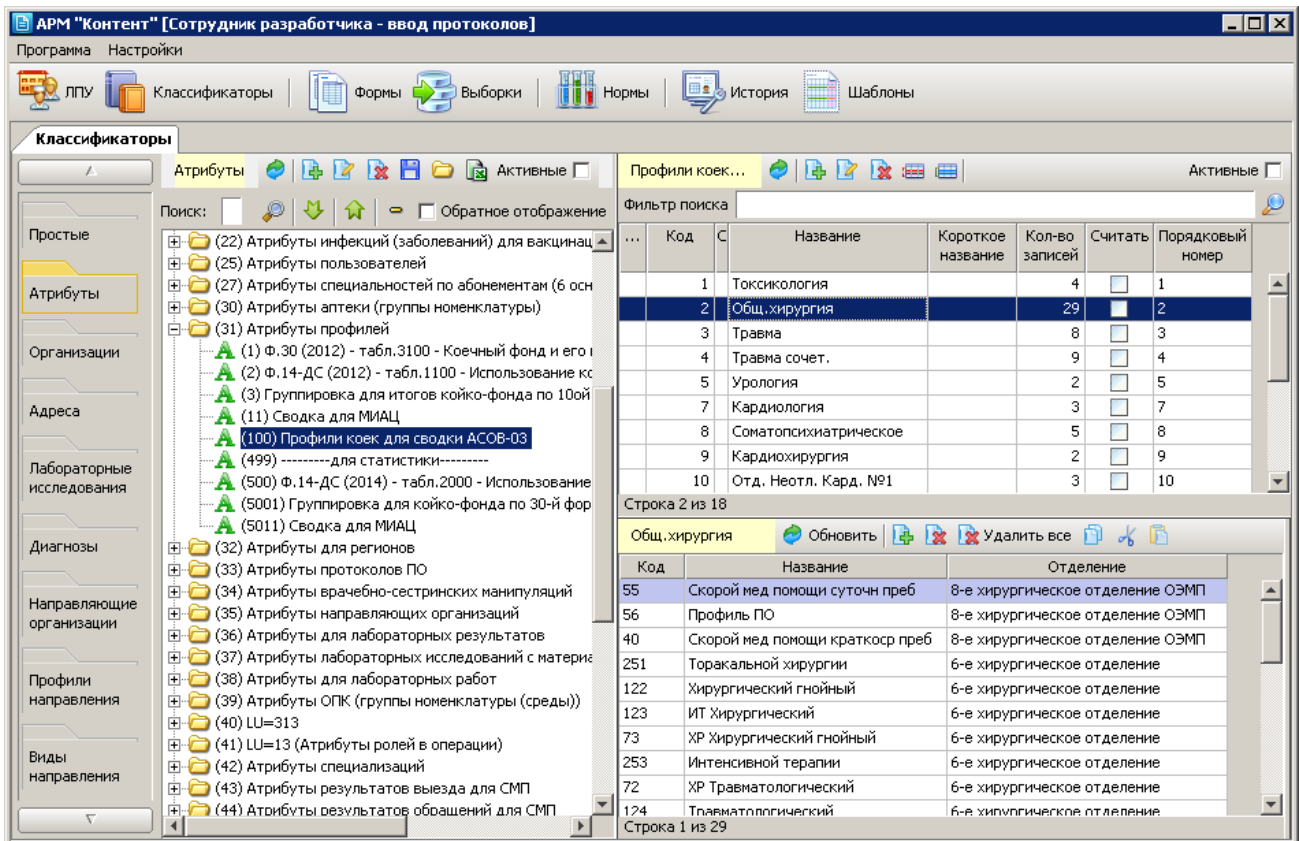 АРМ "Контент" [Сотрудник разработчика - ввод протоколов]
Программа Настройки
ЛПУ Классификаторы Формы Выборки Нормы История Шаблоны
Классификаторы
Простые
Атрибуты
Организации
Адреса
Лабораторные
исследования
Диагнозы
Направляющие
организации
Профили
направления
Виды
направления
Атрибуты Активные
Поиск: Обратное отображение
(22) Атрибуты инфекций (заболеваний) для вакцинац
(25) Атрибуты пользователей
(27) Атрибуты специальностей по абонементам (6 осн
(30) Атрибуты аптеки (группы номенклатуры)
(31) Атрибуты профилей
(1) Ф.30 (2012) - табл.3100 - Коечный фонд и его
(2) Ф.14-ДС (2012) - табл.1100 - Использование кс
(3) Группировка для итогов койко-фонда по 10ой
(11) Сводка для МИАЦ
(100) Профили коек для сводки АСОВ-03
(499) ---------для статистики---------
(500) Ф.14-ДС (2014) - табл.2000 - Использование
(5001) Группировка для койко-фонда по 30-й фор
(5011) Сводка для МИАЦ
(32) Атрибуты для регионов
(33) Атрибуты протоколов ПО
(34) Атрибуты врачебно-сестринских манипуляций
(35) Атрибуты направляющих организаций
(36) Атрибуты для лабораторных результатов
(37) Атрибуты лабораторных исследований с материа
(38) Атрибуты для лабораторных работ
(39) Атрибуты ОПК (группы номенклатуры (среды))
(40) LU=313
(41) LU=13 (Атрибуты ролей в операции)
(42) Атрибуты специализаций
(43) Атрибуты результатов выезда для СМП
(44) Атрибуты результатов обращений для СМП
Профили коек... Активные
Фильтр поиска
... Код С Название Короткое название Кол-во записей Считать Порядковый номер
1 Токсикология 4 1
2 Общ.хирургия 29 2
3 Травма 8 3
4 Травма сочет. 9 4
5 Урология 2 5
7 Кардиология 3 7
8 Соматопсихиатрическое 5 8
9 Кардиохирургия 2 9
10 Отд. Неотл. Кард. №1 3 10
Строка 2 из 18
Общ.хирургия Обновить Удалить все
Код Название Отделение
55 Скорой мед помощи суточн преб 8-е хирургическое отделение ОЭМП
56 Профиль ПО 8-е хирургическое отделение ОЭМП
40 Скорой мед помощи краткоср преб 8-е хирургическое отделение ОЭМП
251 Торакальной хирургии 6-е хирургическое отделение
122 Хирургический гнойный 6-е хирургическое отделение
123 ИТ Хирургический 6-е хирургическое отделение
73 ХР Хирургический гнойный 6-е хирургическое отделение
253 Интенсивной терапии 6-е хирургическое отделение
72 ХР Травматологический 6-е хирургическое отделение
124 Травматологический 6-е хирургическое отделение
Строка 1 из 29